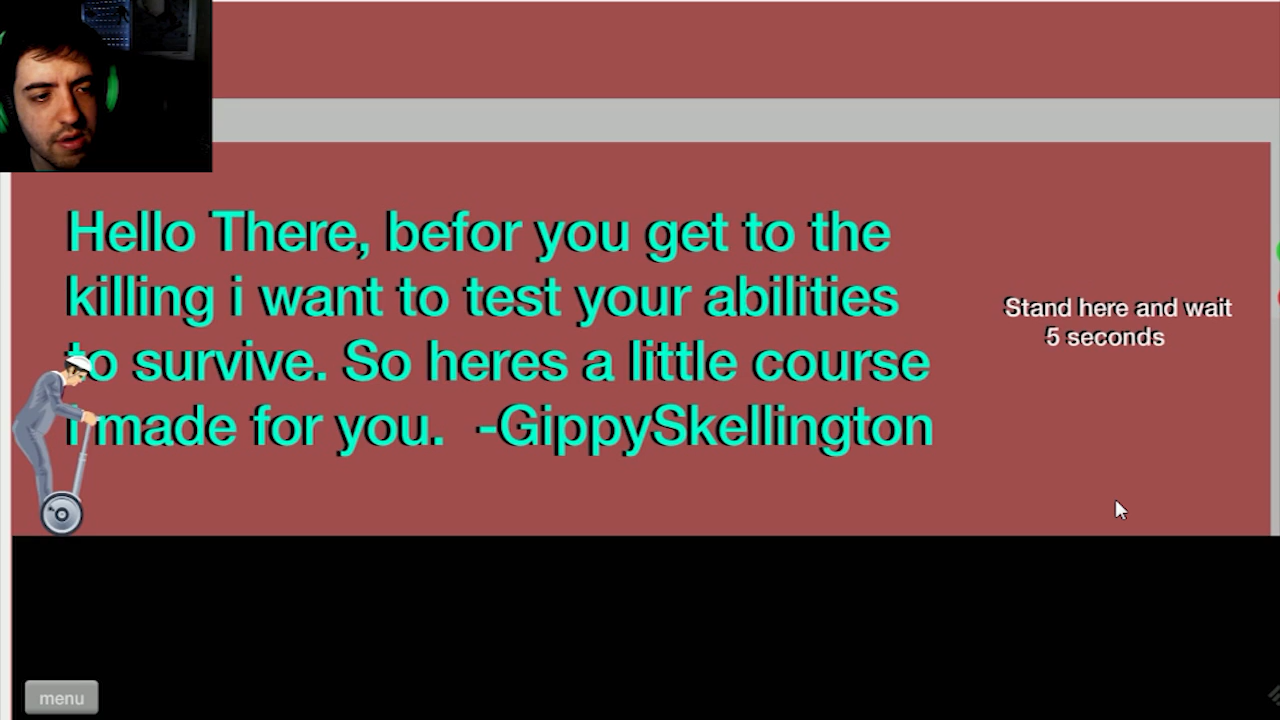 Hello There, befor you get to the
killing i want to test your abilities
to survive. So heres a little course
i made for you.  -GippySkellington
Stand here and wait
5 seconds
menu